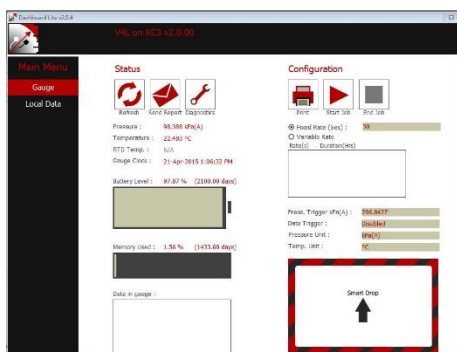 Dashboard Lite v2.0.4
V4L on XC3 v2.0.00
Main Menu
Gauge
Local Data
Status
Refresh Send Report Diagnostics
Pressure : 98.388 kPa(A)
Temperature : 22.483 °C
RTD Temp. : N/A
Gauge Clock : 21-Apr-2015 1:06:32 PM
Battery Level : 97.87 % (2100.00 days)
Memory Used : 1.56 % (1433.60 days)
Data in gauge :
Configuration
Print Start Job End Job
Fixed Rate (Sec) : 30
Variable Rate
Rate(s) Duration(Hrs)
Press. Trigger kPa(A) : 206.8427
Date Trigger : Disabled
Pressure Unit : kPa(A)
Temp. Unit : °C
Smart Drop